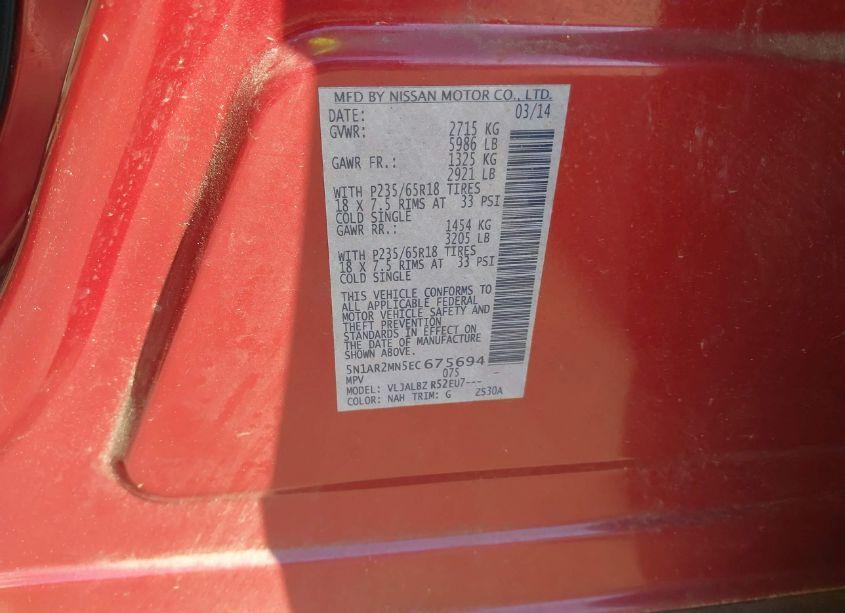 MFD BY NISSAN MOTOR CO., LTD.
DATE: 03/14
GVWR: 2715 KG
5986 LB
GAWR FR.: 1325 KG
2921 LB
WITH P235/65R18 TIRES
18 X 7.5 RIMS AT 33 PSI
COLD SINGLE
GAWR RR.: 1454 KG
3205 LB
WITH P235/65R18 TIRES
18 X 7.5 RIMS AT 33 PSI
COLD SINGLE
THIS VEHICLE CONFORMS TO
ALL APPLICABLE FEDERAL
MOTOR VEHICLE SAFETY AND
THEFT PREVENTION
STANDARDS IN EFFECT ON
THE DATE OF MANUFACTURE
SHOWN ABOVE.
5N1AR2MN5EC675694
MPV 075
MODEL: VLJALBZ R52EU7---
COLOR: NAH TRIM: G ZS30A